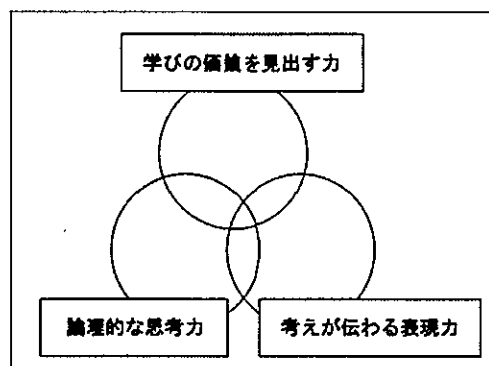 学びの価値を見出す力
論理的な思考力
考えが伝わる表現力